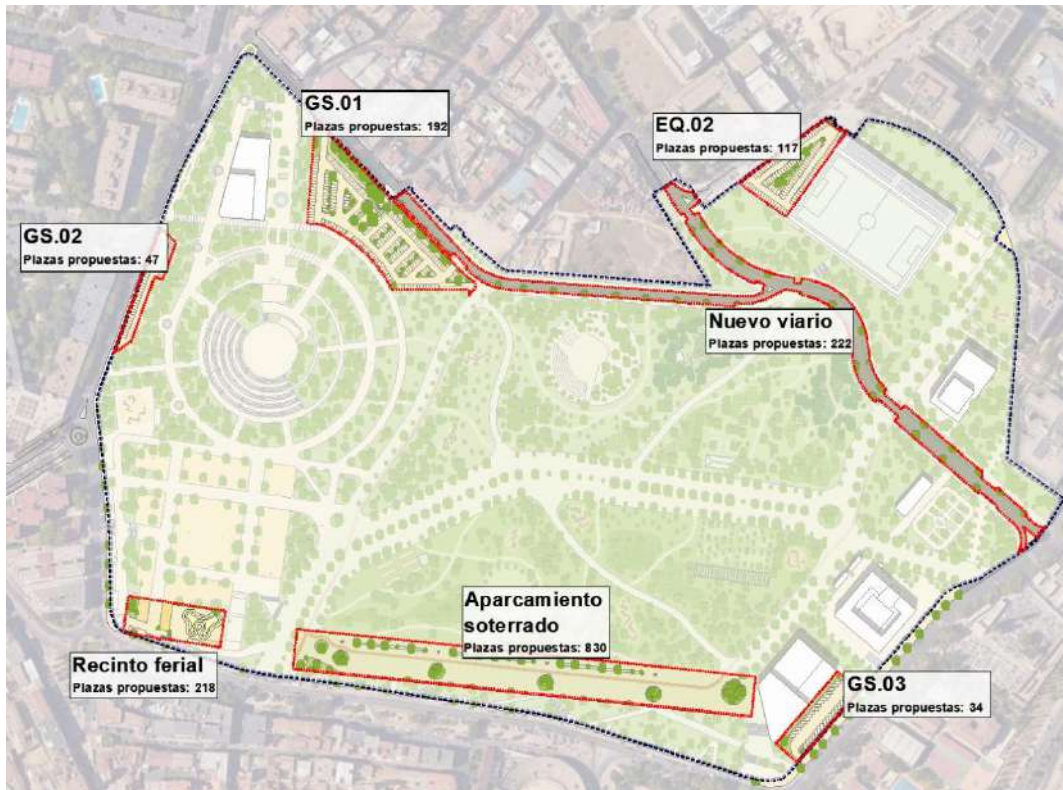 GS.01
Plazas propuestas: 192
EQ.02
Plazas propuestas: 117
GS.02
Plazas propuestas: 47
Nuevo viario
Plazas propuestas: 222
Aparcamiento
soterrado
Plazas propuestas: 830
Recinto ferial
Plazas propuestas: 218
GS.03
Plazas propuestas: 34